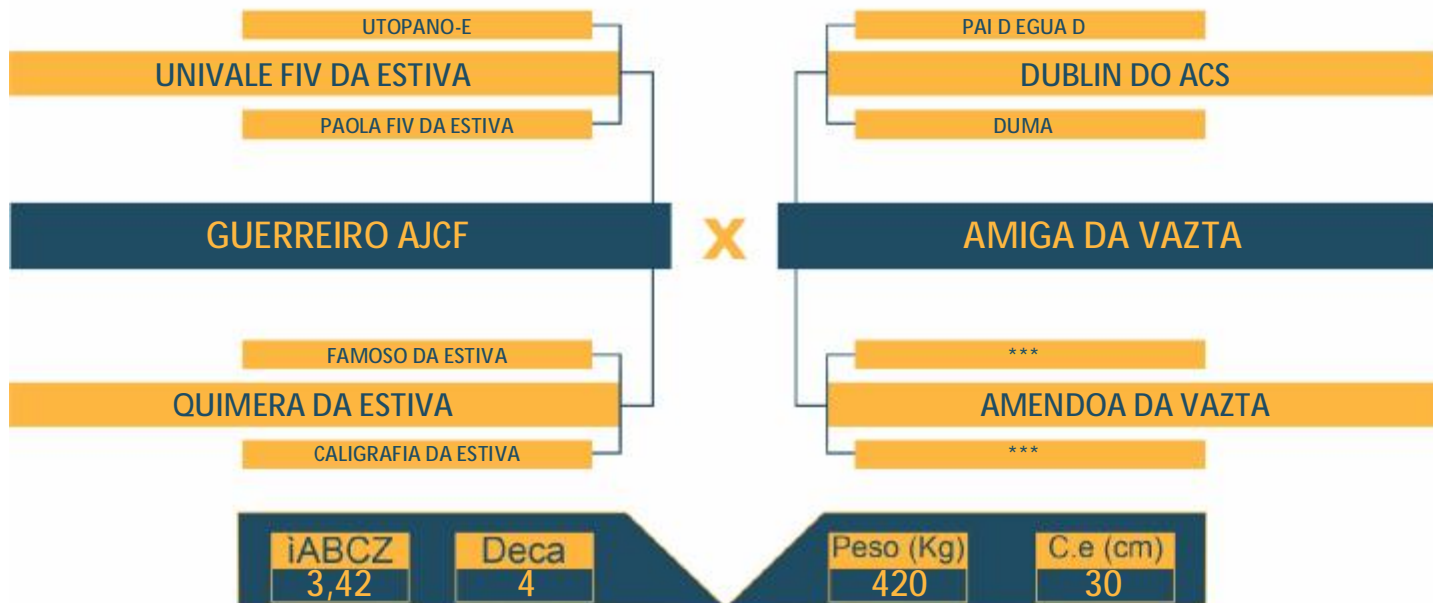 UTOPANO-E
UNIVALE FIV DA ESTIVA
PAOLA FIV DA ESTIVA
GUERREIRO AJCF
FAMOSO DA ESTIVA
QUIMERA DA ESTIVA
CALIGRAFIA DA ESTIVA
X
PAI D EGUA D
DUBLIN DO ACS
DUMA
AMIGA DA VAZTA
***
AMENDOA DA VAZTA
***
iABCZ
3,42
Deca
4
Peso (Kg)
420
C.e (cm)
30